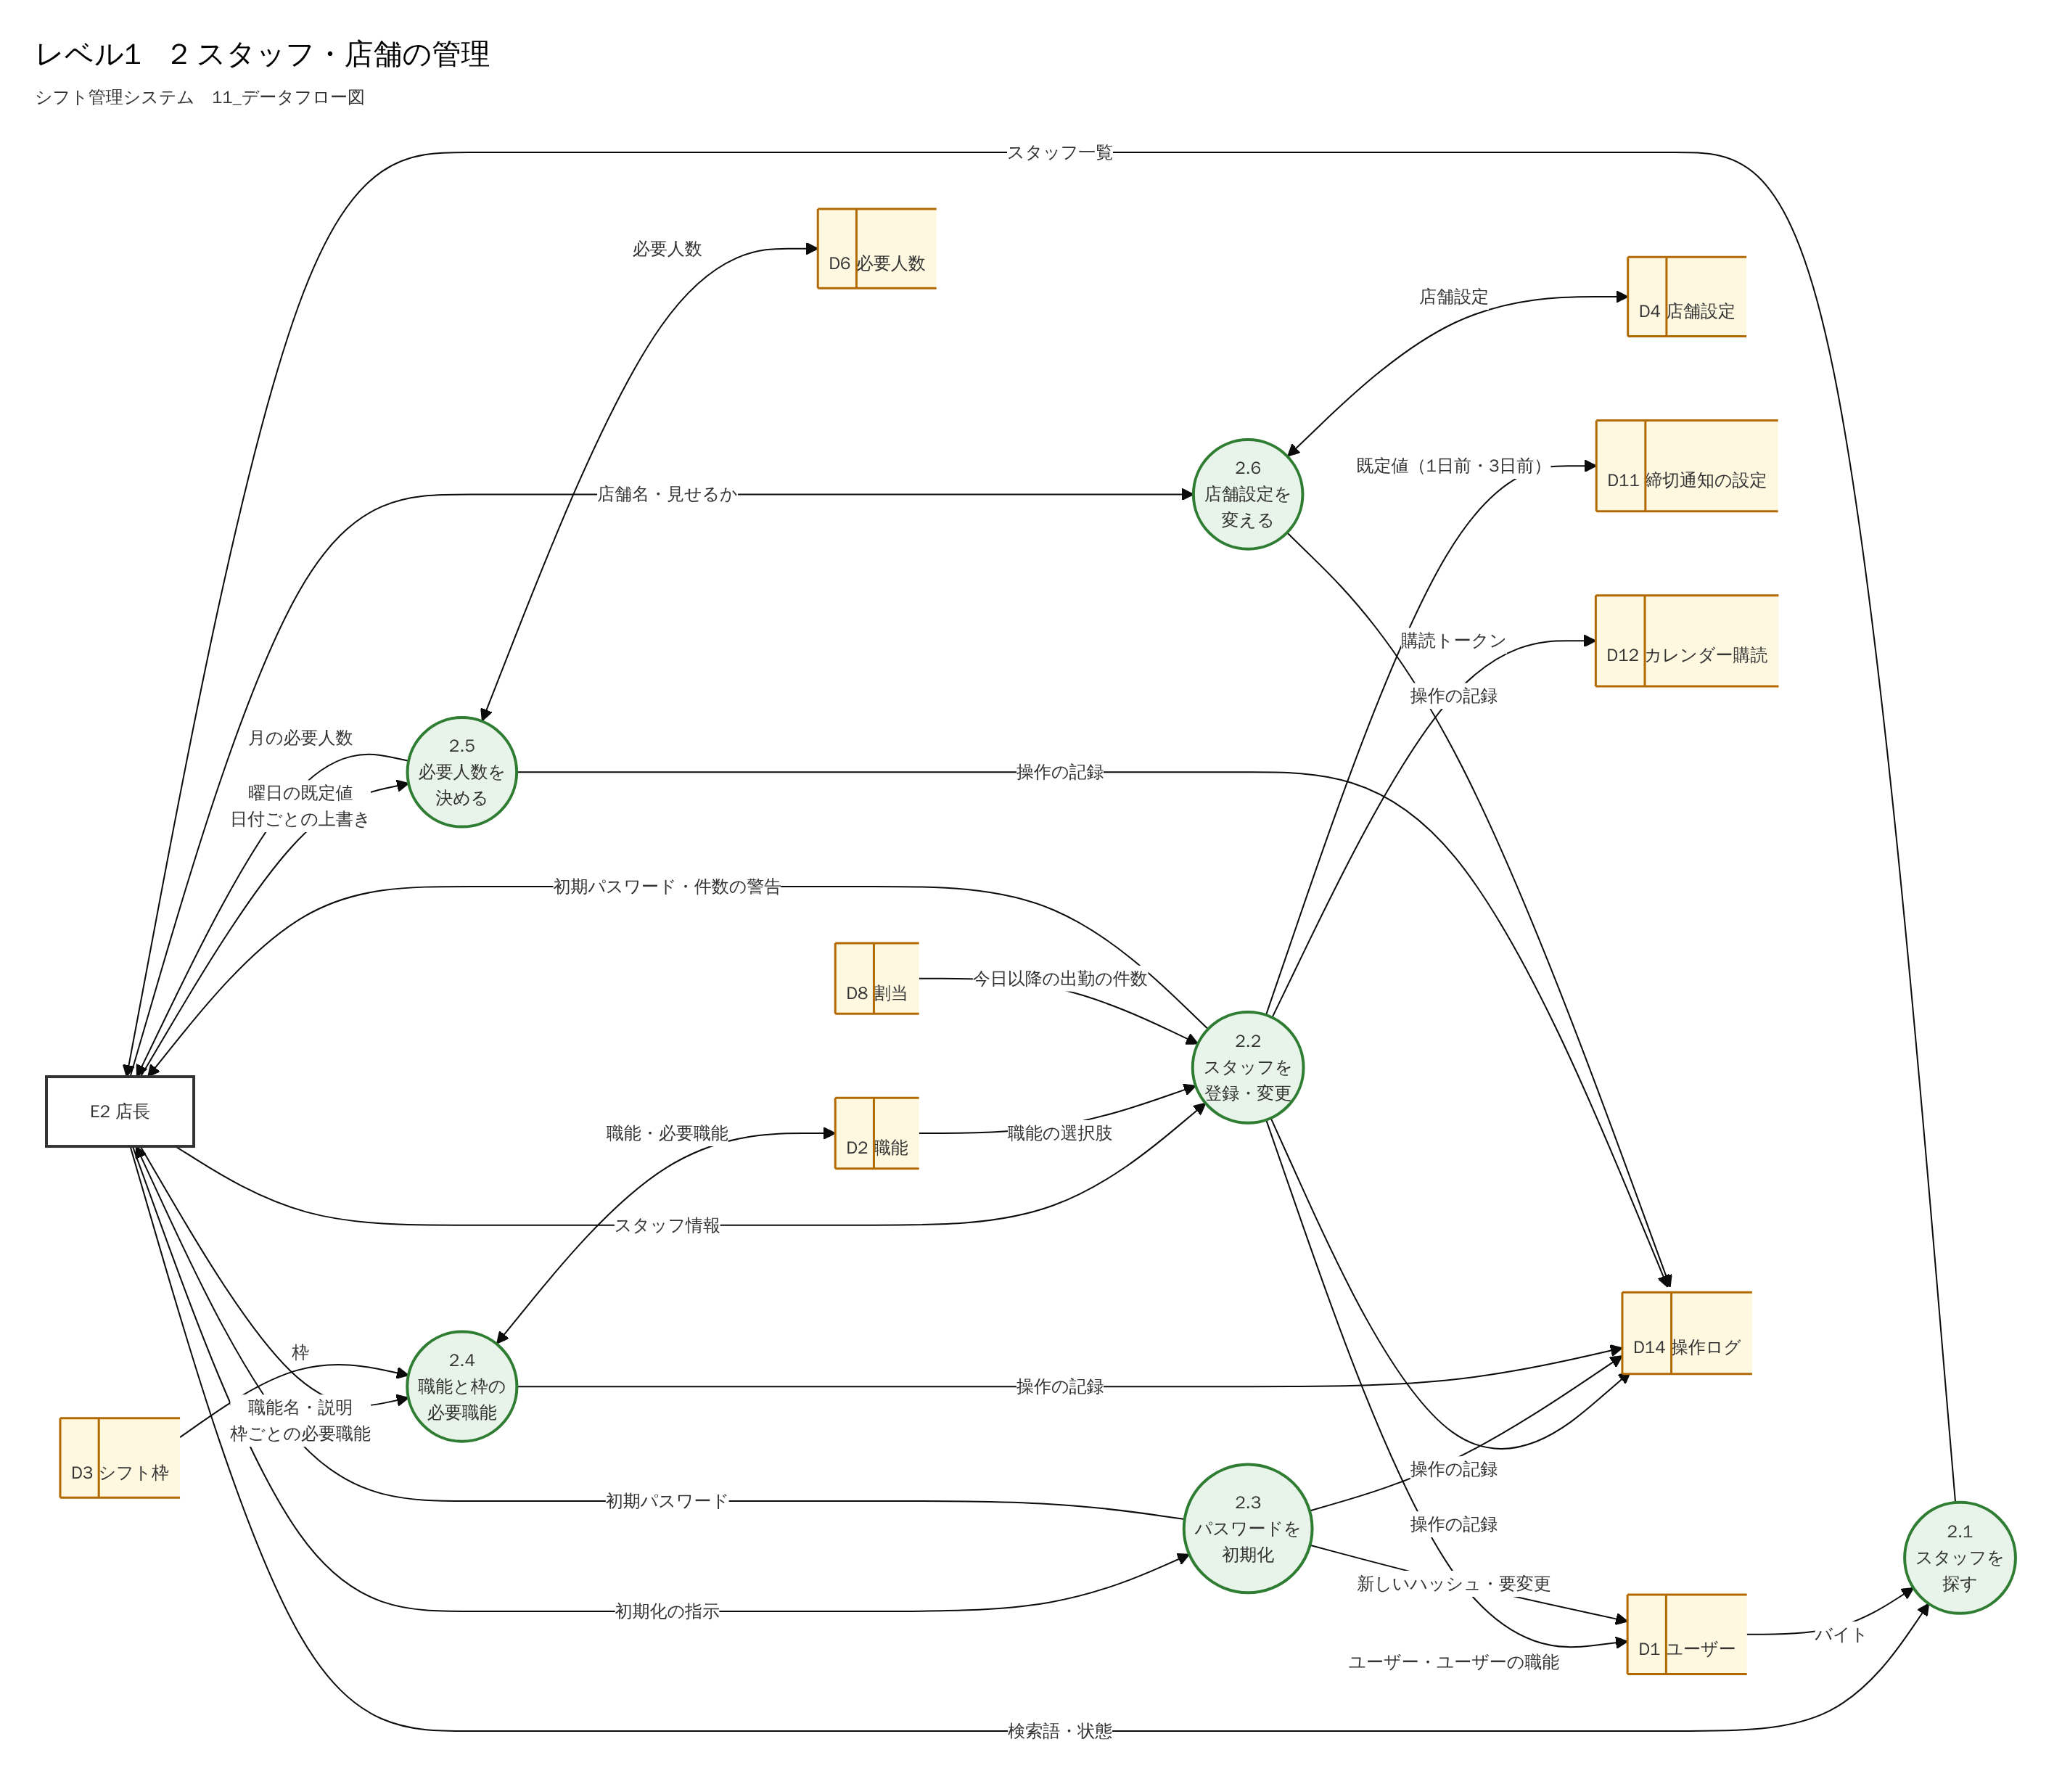 レベル1　2 スタッフ・店舗の管理
シフト管理システム　11_データフロー図
スタッフ一覧
必要人数
D6 必要人数
店舗設定
D4 店舗設定
既定値（1日前・3日前）
D11 締切通知の設定
2.6
店舗設定を
変える
店舗名・見せるか
購読トークン
D12 カレンダー購読
操作の記録
月の必要人数
2.5
必要人数を
決める
操作の記録
曜日の既定値
日付ごとの上書き
初期パスワード・件数の警告
D8 割当
今日以降の出勤の件数
2.2
スタッフを
登録・変更
E2 店長
職能・必要職能
D2 職能
職能の選択肢
スタッフ情報
枠
2.4
職能と枠の
必要職能
操作の記録
D14 操作ログ
職能名・説明
枠ごとの必要職能
D3 シフト枠
操作の記録
初期パスワード
2.3
パスワードを
初期化
操作の記録
2.1
スタッフを
探す
新しいハッシュ・要変更
初期化の指示
D1 ユーザー
バイト
ユーザー・ユーザーの職能
検索語・状態